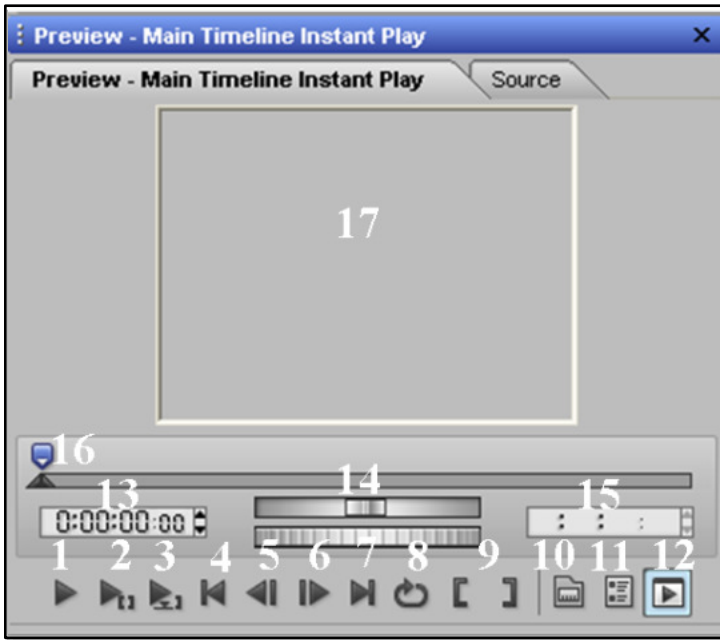 Preview - Main Timeline Instant Play
Preview - Main Timeline Instant Play Source
17
16
13 14 15
0:00:00:00 : : :
1 2 3 4 5 6 7 8 9 10 11 12